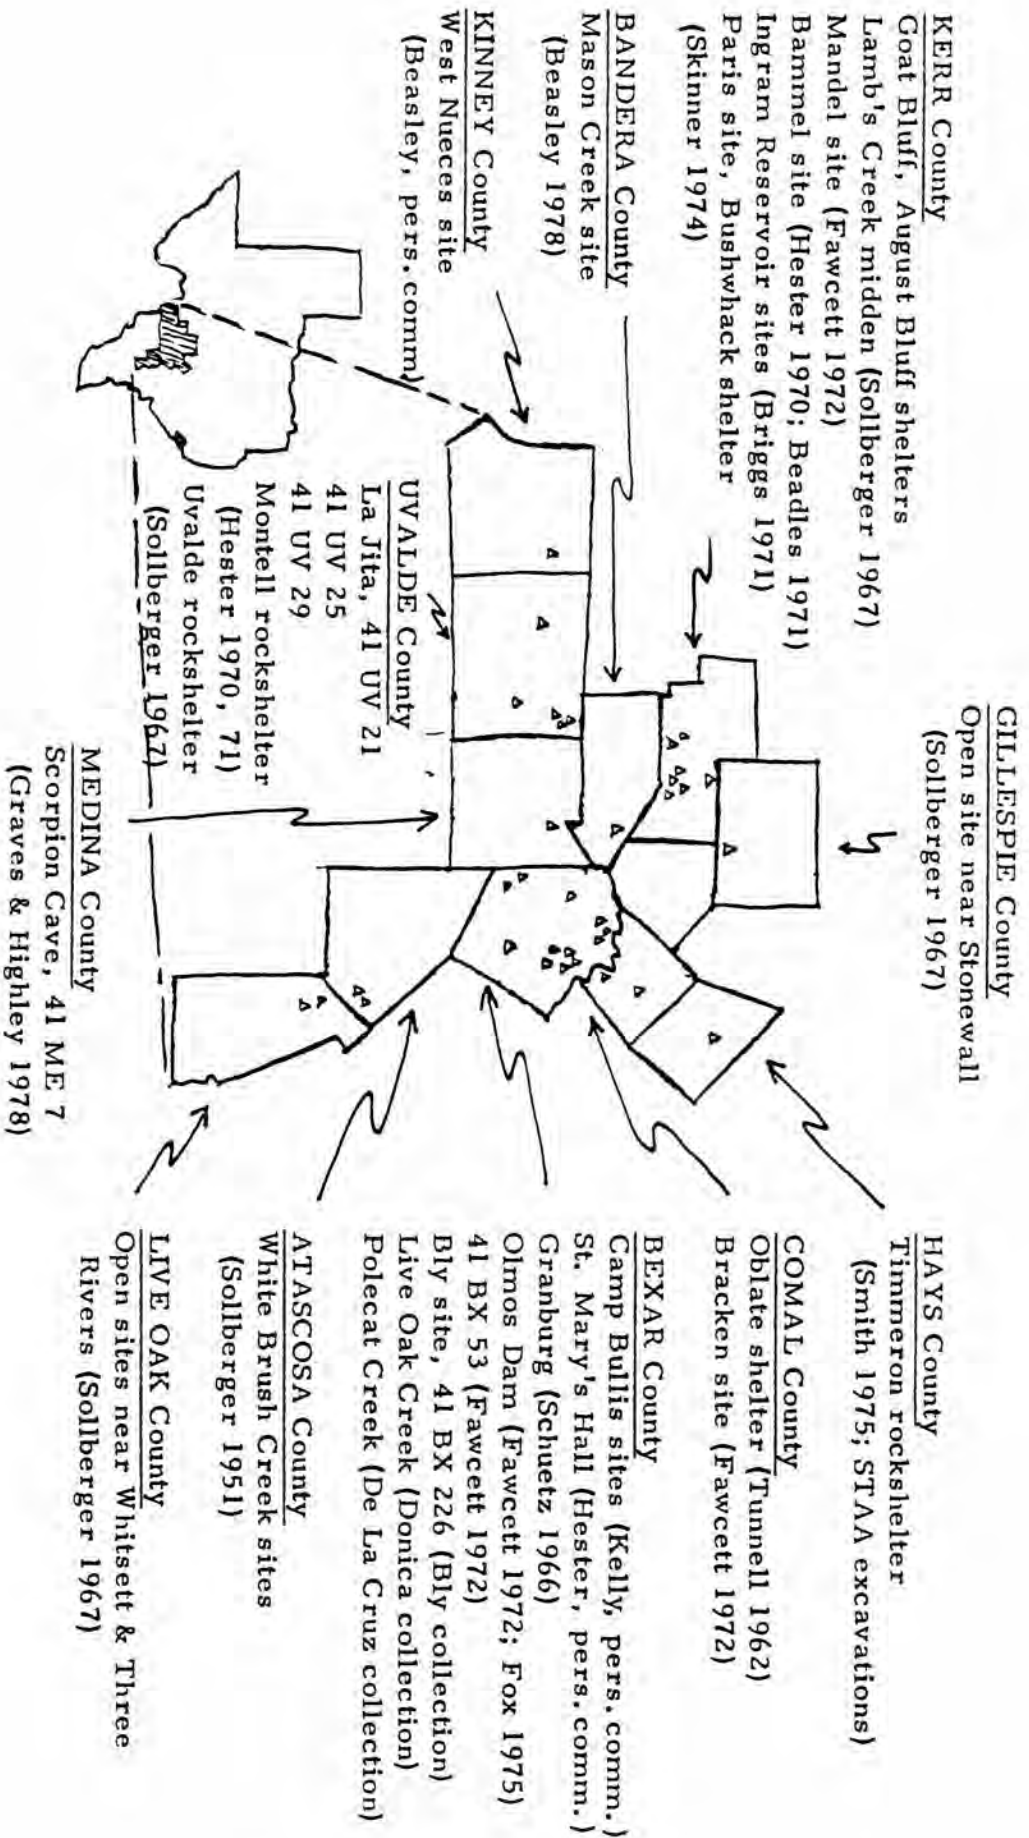 KERR County
Goat Bluff, August Bluff shelters
Lamb's Creek midden (Sollberger 1967)
Mandel site (Fawcett 1972)
Bammel site (Hester 1970; Beadles 1971)
Ingram Reservoir sites (Briggs 1971)
Paris site, Bushwhack shelter
(Skinner 1974)
BANDERA County
Mason Creek site
(Beasley 1978)
KINNEY County
West Nueces site
(Beasley, pers.comm)
GILLESPIE County
Open site near Stonewall
(Sollberger 1967)
UVALDE County
La Jita, 41 UV 21
41 UV 25
41 UV 29
Montell rockshelter
(Hester 1970, 71)
Uvalde rockshelter
(Sollberger 1967)
MEDINA County
Scorpion Cave, 41 ME 7
(Graves & Highley 1978)
HAYS County
Timmeron rockshelter
(Smith 1975; STAA excavations)
COMAL County
Oblate shelter (Tunnell 1962)
Bracken site (Fawcett 1972)
BEXAR County
Camp Bullis sites (Kelly, pers.comm.)
St. Mary's Hall (Hester, pers.comm.)
Granburg (Schuetz 1966)
Olmos Dam (Fawcett 1972; Fox 1975)
41 BX 53 (Fawcett 1972)
Bly site, 41 BX 226 (Bly collection)
Live Oak Creek (Donica collection)
Polecat Creek (De La Cruz collection)
ATASCOSA County
White Brush Creek sites
(Sollberger 1951)
LIVE OAK County
Open sites near Whitsett & Three
Rivers (Sollberger 1967)